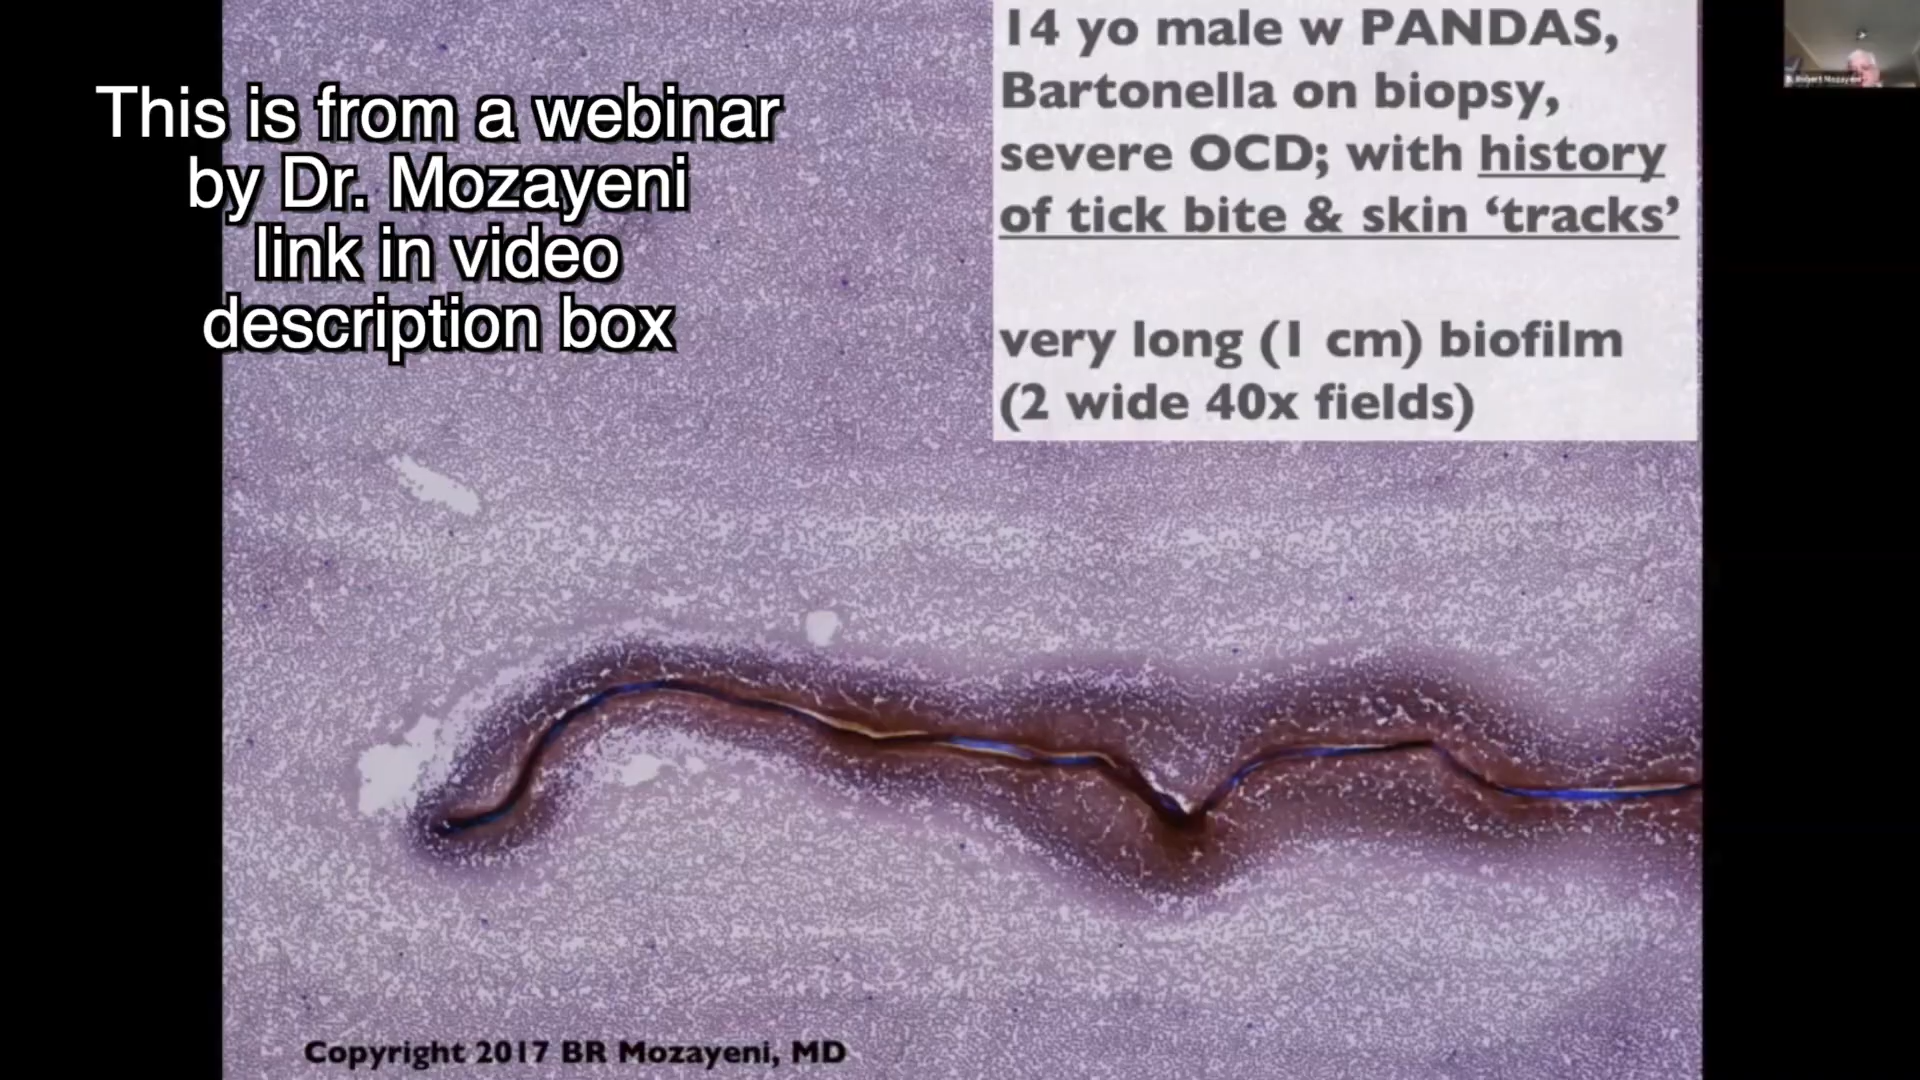 This is from a webinar
by Dr. Mozayeni
link in video
description box
14 yo male w PANDAS,
Bartonella on biopsy,
severe OCD; with history
of tick bite & skin ‘tracks’
very long (1 cm) biofilm
(2 wide 40x fields)
Copyright 2017 BR Mozayeni, MD
Robert Mozayeni